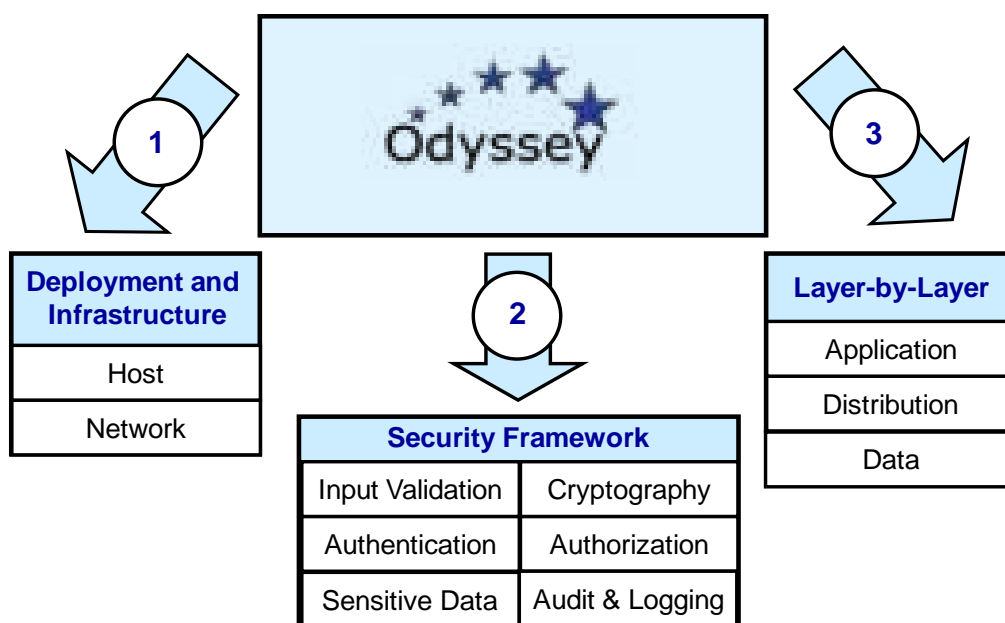 Odyssey
1
2
3
Deployment and
Infrastructure
Host
Network
Security Framework
Input Validation
Cryptography
Authentication
Authorization
Sensitive Data
Audit & Logging
Layer-by-Layer
Application
Distribution
Data